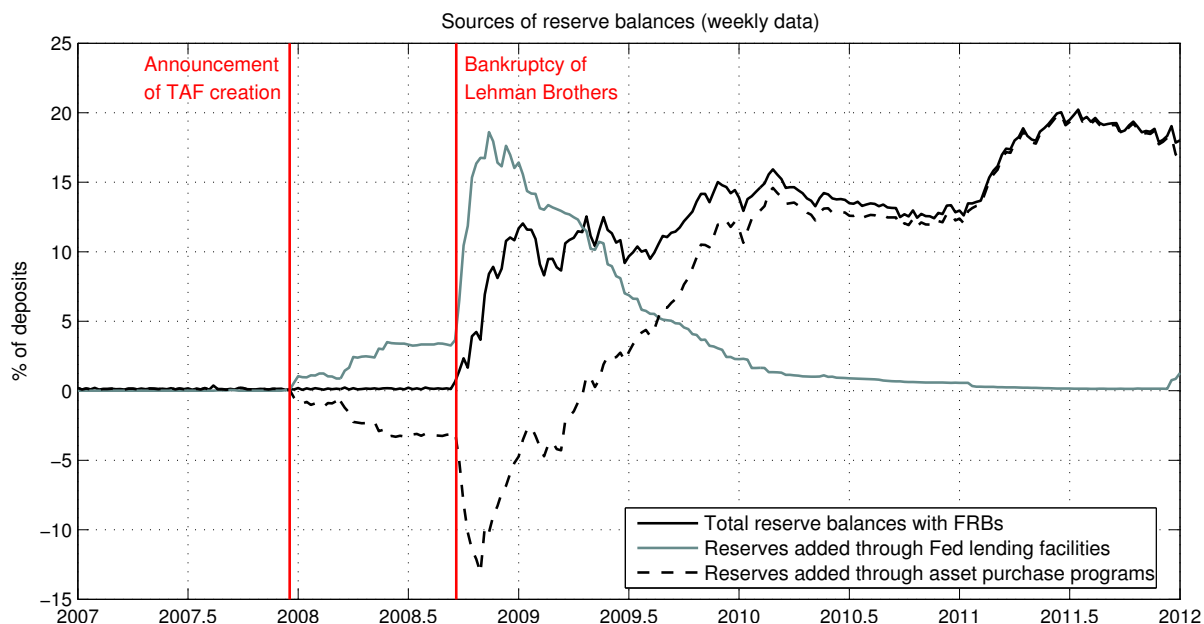 Sources of reserve balances (weekly data)
25
20
15
10
5
0
−5
−10
−15
% of deposits
Announcement
of TAF creation
Bankruptcy of
Lehman Brothers
Total reserve balances with FRBs
Reserves added through Fed lending facilities
Reserves added through asset purchase programs
2007 2007.5 2008 2008.5 2009 2009.5 2010 2010.5 2011 2011.5 2012